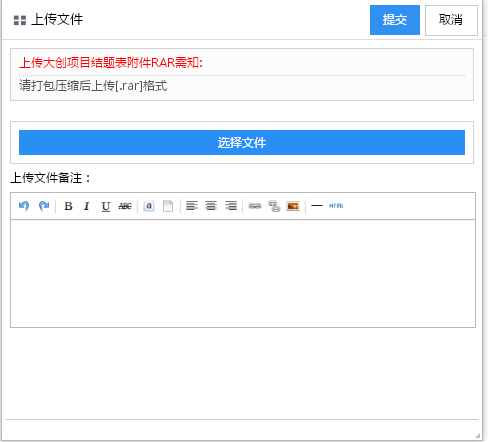 上传文件
提交
取消
上传大创项目结题表附件RAR需知:
请打包压缩后上传[.rar]格式
选择文件
上传文件备注：
B I U ABC a HTML